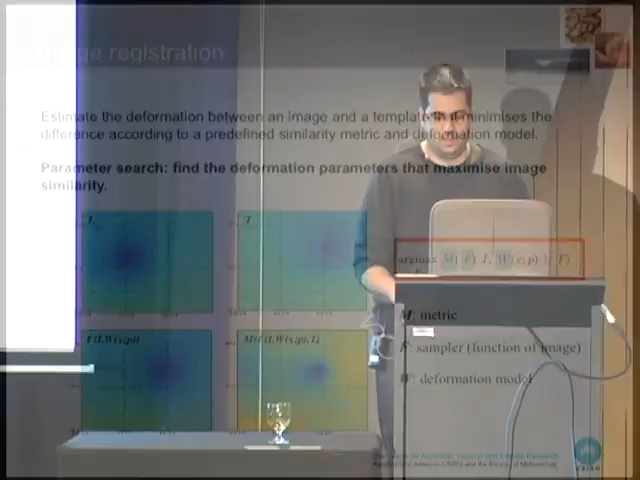 Image registration
Estimate the deformation between an image and a template that minimises the
difference according to a predefined similarity metric and deformation model.
Parameter search: find the deformation parameters that maximise image
similarity.
I
T
argmax M( F( I, W(x;p) ), T)
F(I,W(x;p))
M(F(I,W(x;p),T)
M: metric
F: sampler (function of image)
W: deformation model